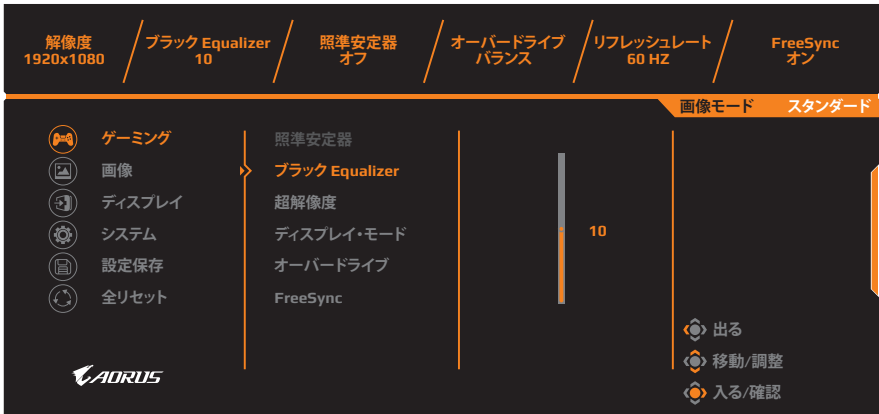 解像度
1920x1080
ブラック Equalizer
10
照準安定器
オフ
オーバードライブ
バランス
リフレッシュレート
60 HZ
FreeSync
オン
画像モード スタンダード
ゲーミング
画像
ディスプレイ
システム
設定保存
全リセット
照準安定器
ブラック Equalizer
超解像度
ディスプレイ・モード
オーバードライブ
FreeSync
10
出る
移動/調整
入る/確認
AORUS